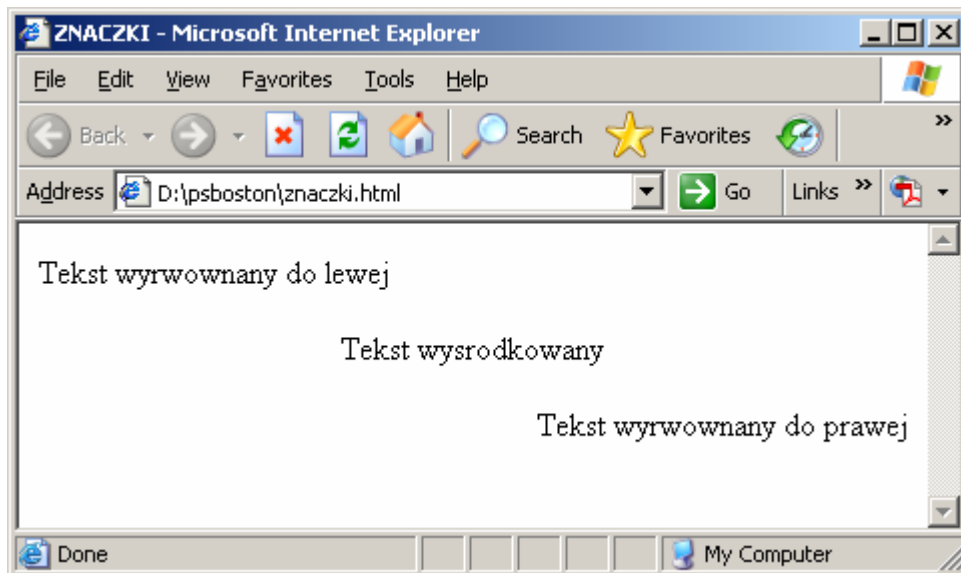 ZNACZKI - Microsoft Internet Explorer
File Edit View Favorites Tools Help
Back Search Favorites »
Address D:\psboston\znaczki.html Go Links »
Tekst wyrwownany do lewej
Tekst wysrodkowany
Tekst wyrwownany do prawej
Done My Computer